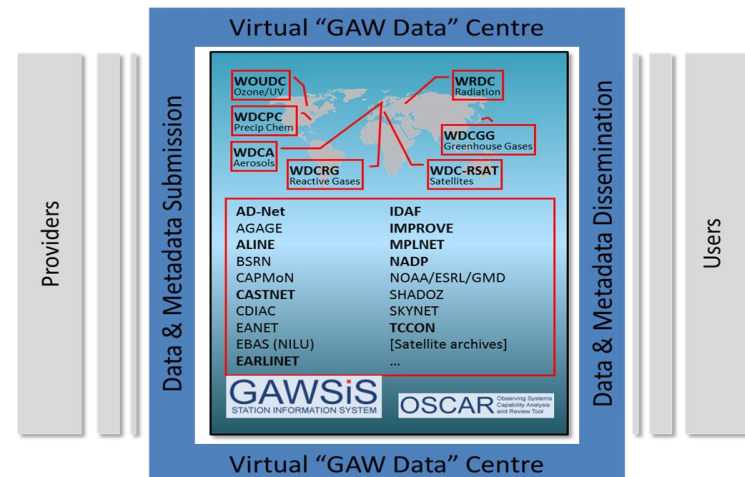 Virtual “GAW Data” Centre
Providers
Data & Metadata Submission
WOUDC
Ozone/UV
WDCPC
Precip Chem
WDCA
Aerosols
WDCRG
Reactive Gases
WRDC
Radiation
WDCGG
Greenhouse Gases
WDC-RSAT
Satellites
AD-Net
AGAGE
ALINE
BSRN
CAPMoN
CASTNET
CDIAC
EANET
EBAS (NILU)
EARLINET
IDAF
IMPROVE
MPLNET
NADP
NOAA/ESRL/GMD
SHADOZ
SKYNET
TCCON
[Satellite archives]
...
GAWSiS
STATION INFORMATION SYSTEM
OSCAR
Observing Systems
Capability Analysis
and Review Tool
Data & Metadata Dissemination
Users
Virtual “GAW Data” Centre